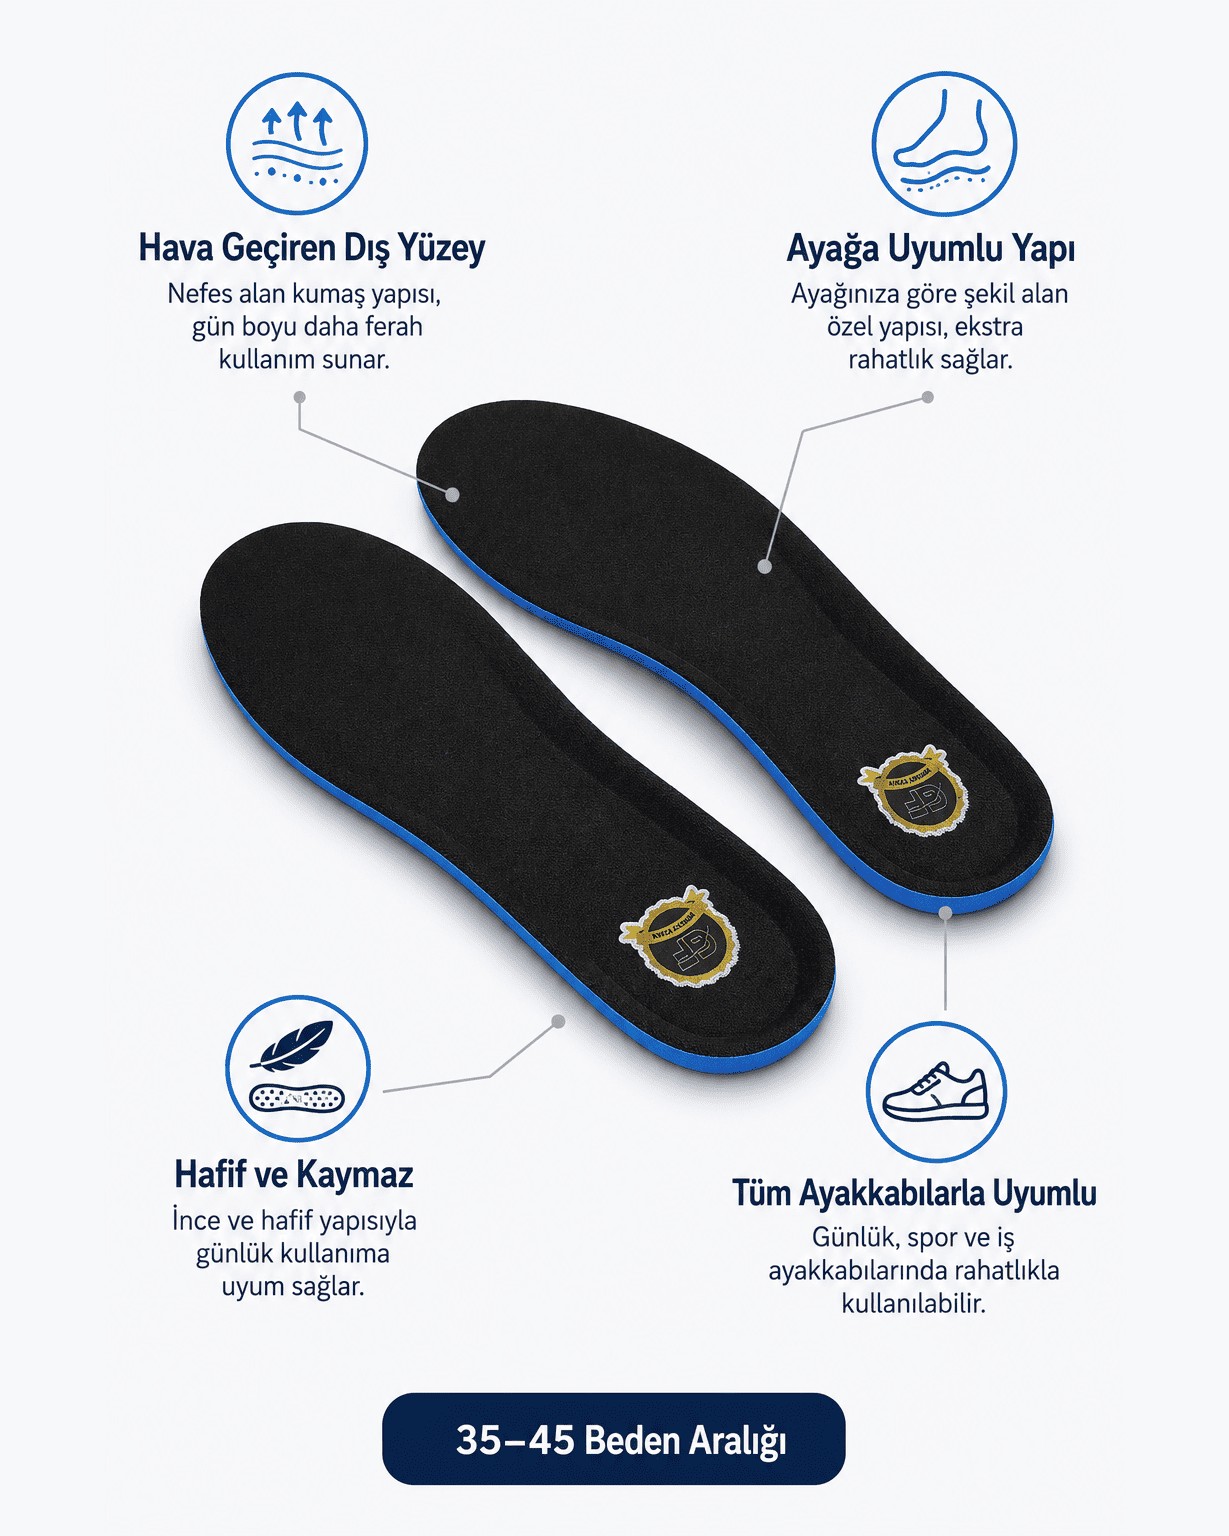 Hava Geçiren Dış Yüzey
Nefes alan kumaş yapısı,
gün boyu daha ferah
kullanım sunar.
Ayağa Uyumlu Yapı
Ayağınıza göre şekil alan
özel yapısı, ekstra
rahatlık sağlar.
Hafif ve Kaymaz
İnce ve hafif yapısıyla
günlük kullanıma
uyum sağlar.
Tüm Ayakkabılarla Uyumlu
Günlük, spor ve iş
ayakkabılarında rahatlıkla
kullanılabilir.
35–45 Beden Aralığı